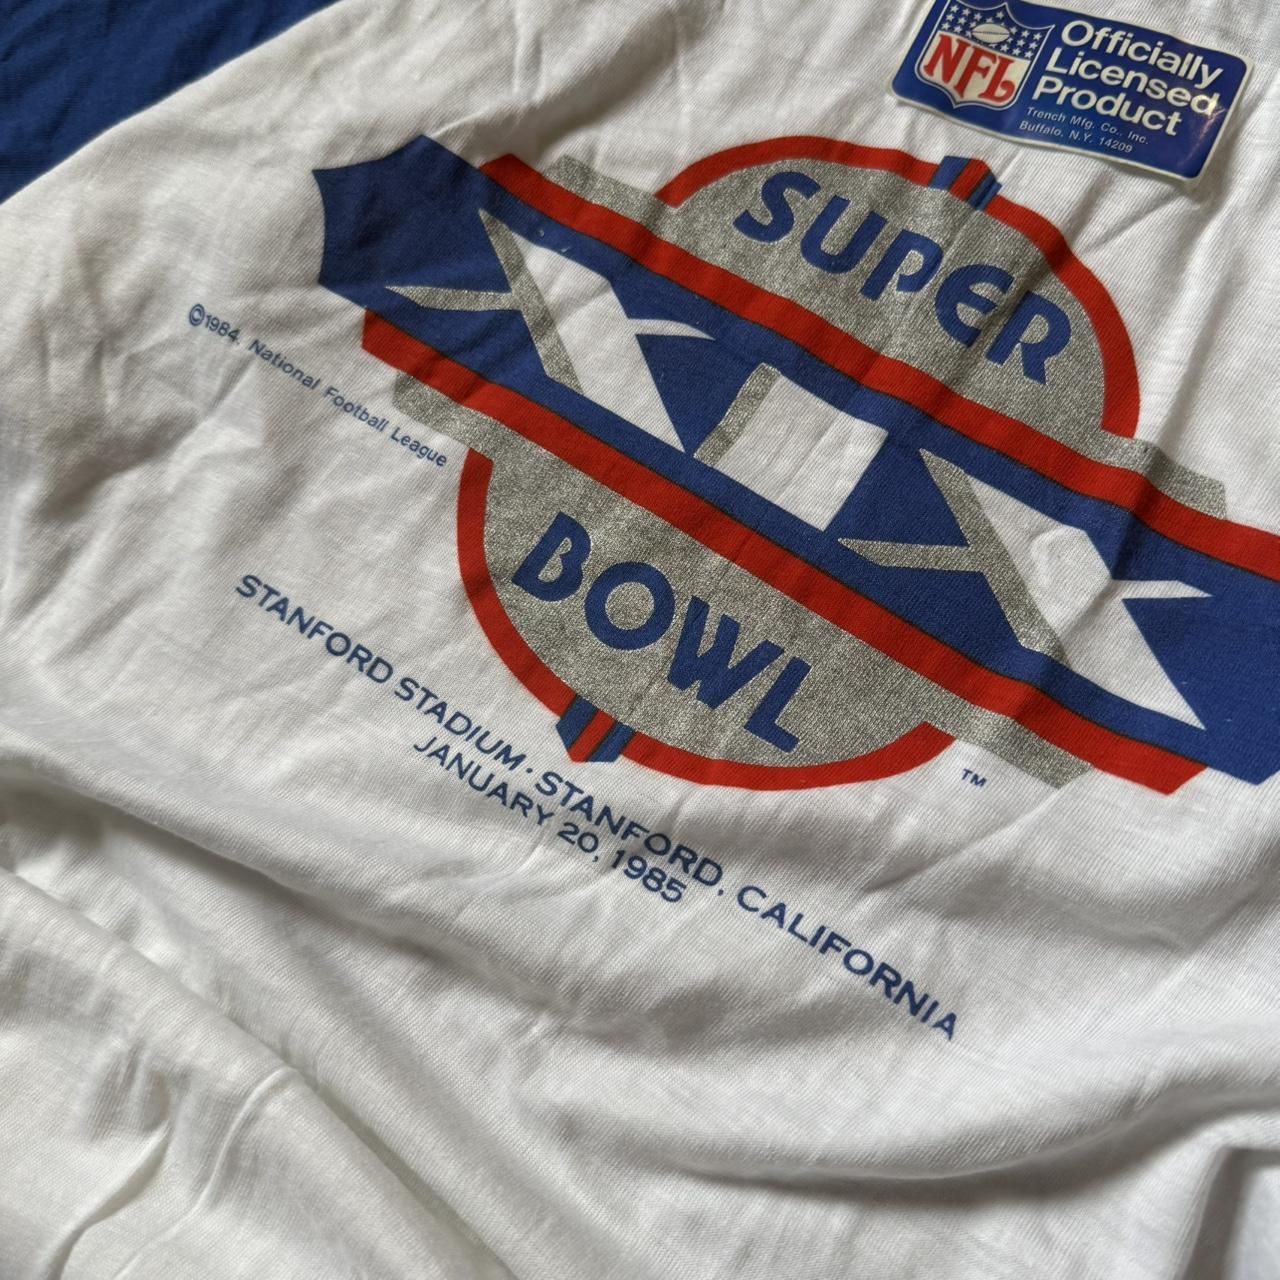 NFL
Officially
Licensed
Product
Trench Mfg. Co., Inc.
Buffalo, N.Y. 14209
SUPER
XIX
BOWL
TM
©1984, National Football League
STANFORD STADIUM · STANFORD, CALIFORNIA
JANUARY 20, 1985